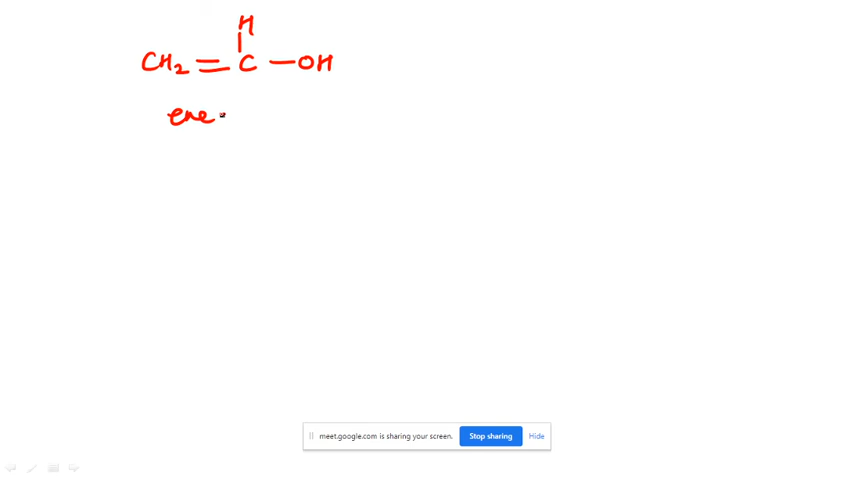 H
CH2 = C - OH
ene
meet.google.com is sharing your screen. Stop sharing Hide